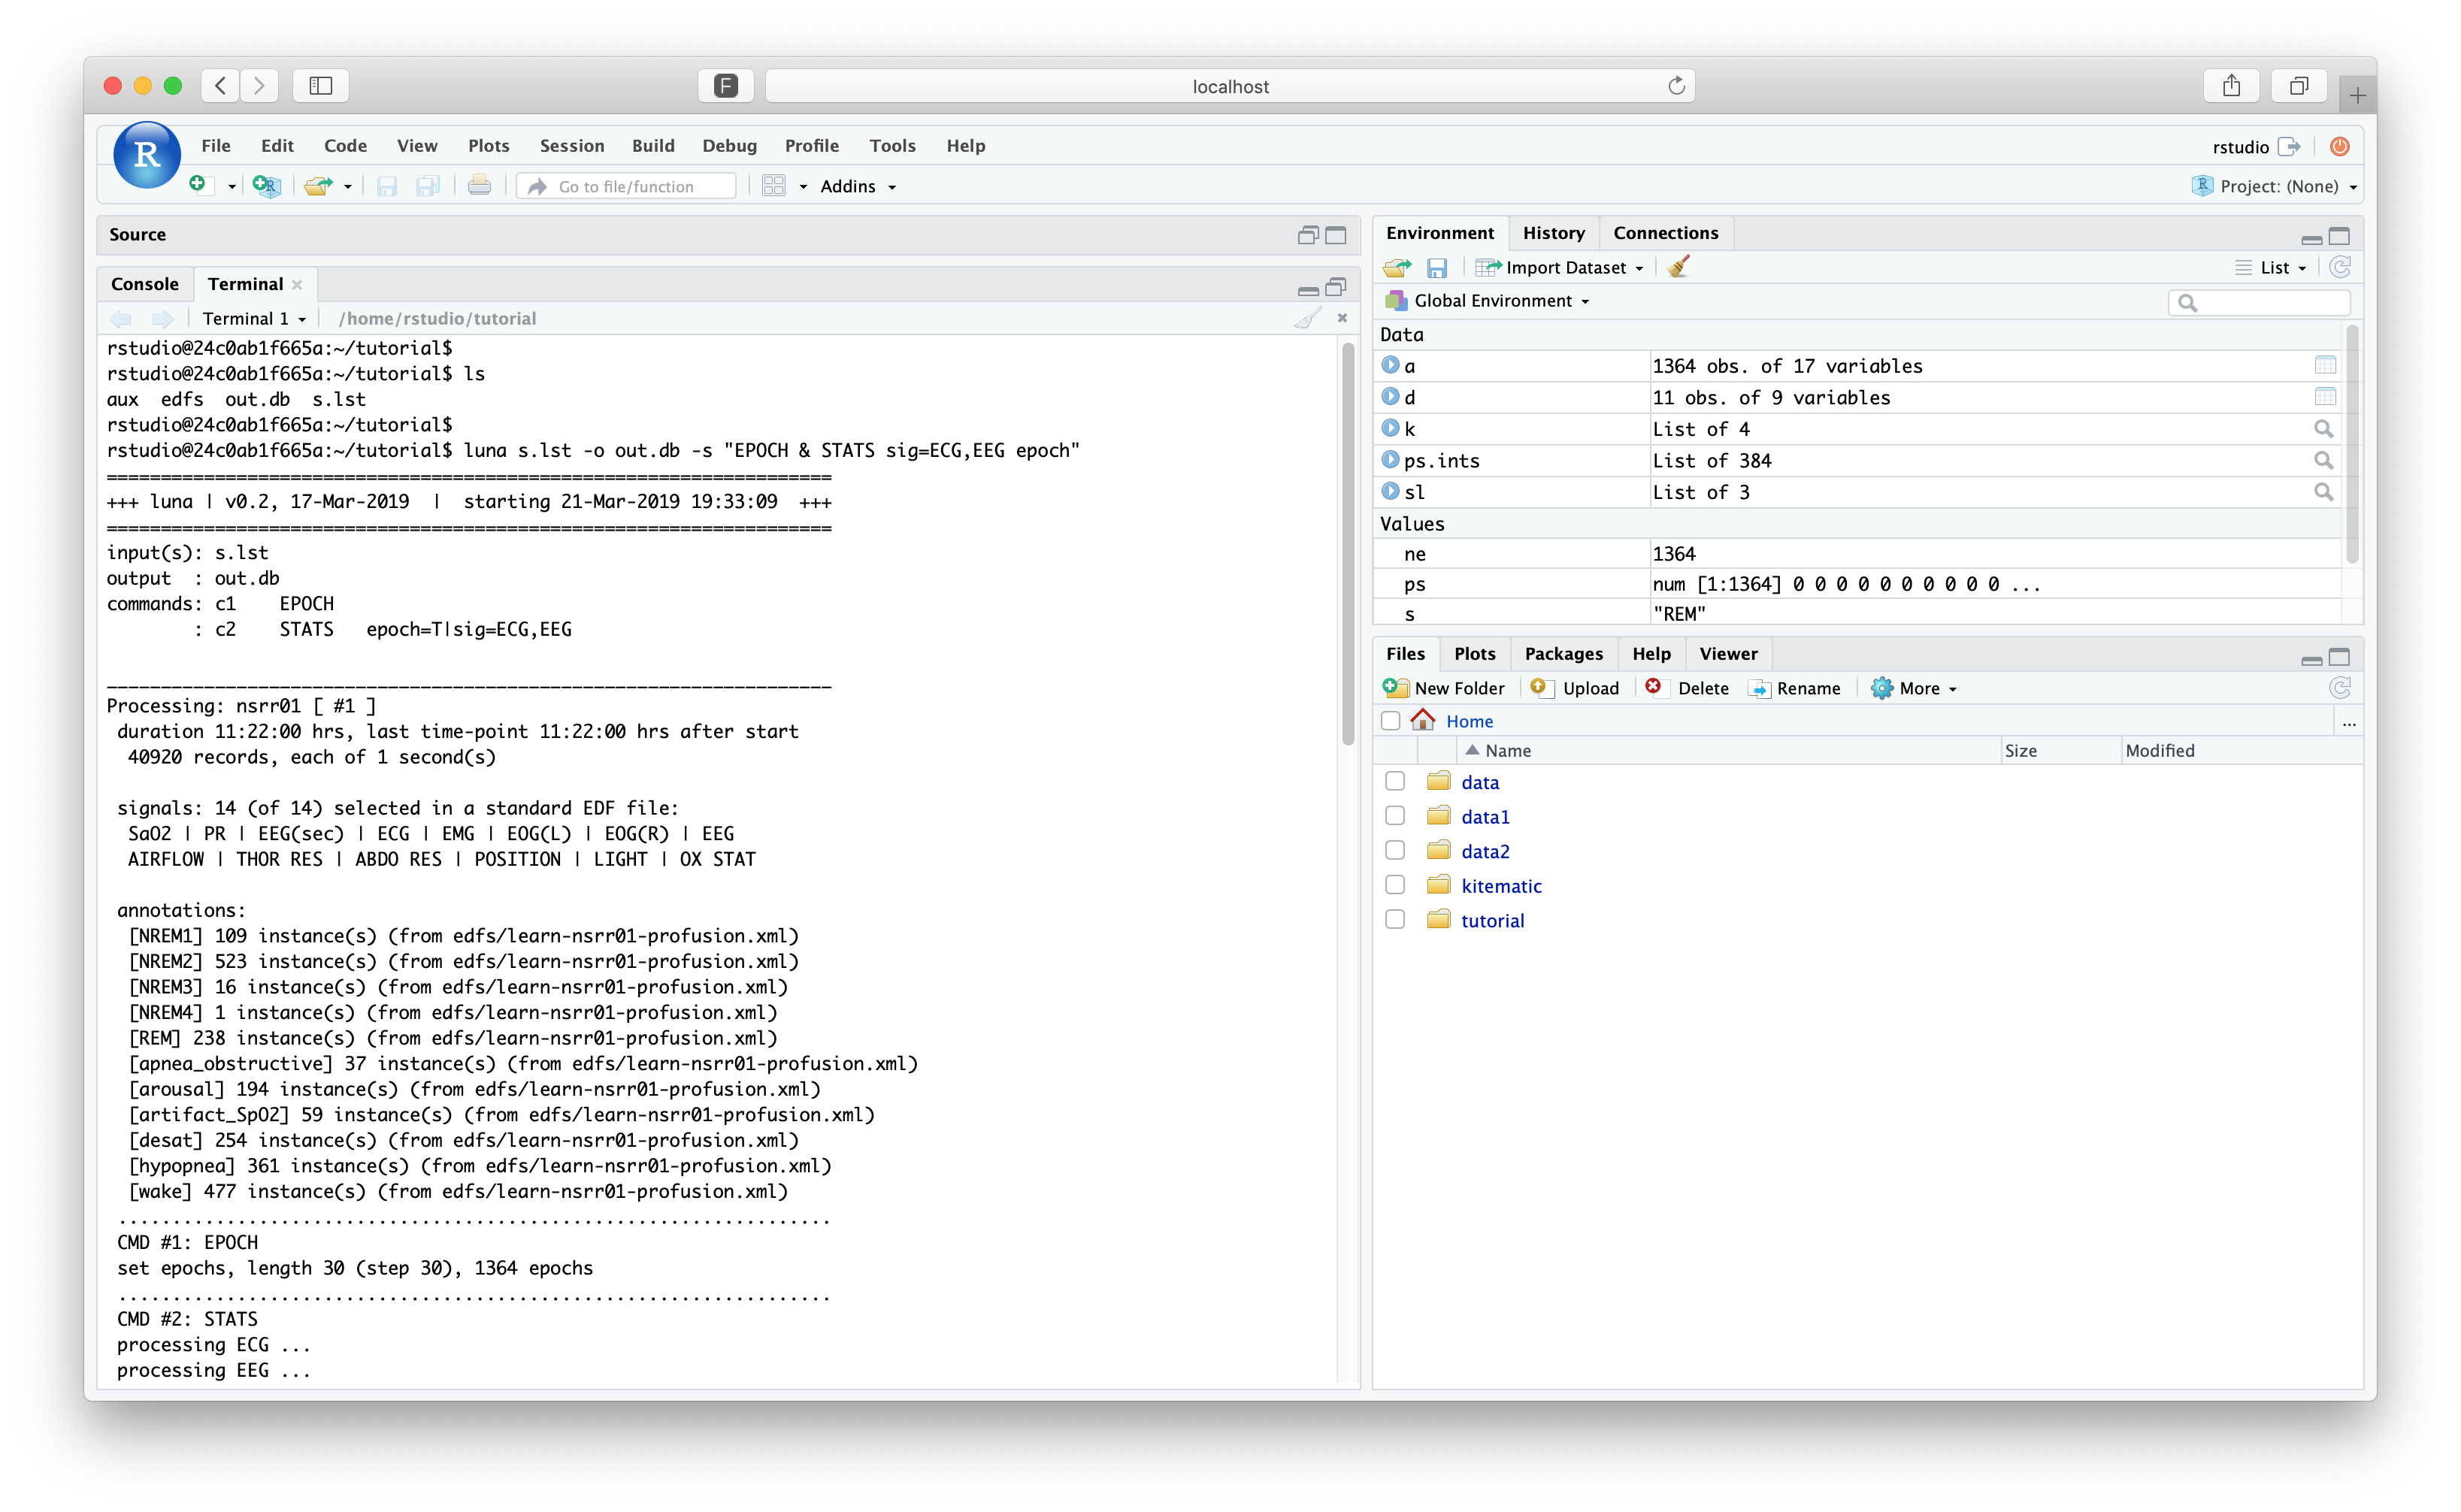 F
localhost
R
File Edit Code View Plots Session Build Debug Profile Tools Help
rstudio
R Go to file/function Addins
R Project: (None)
Source
Console Terminal
Terminal 1 /home/rstudio/tutorial
rstudio@24c0ab1f665a:~/tutorial$
rstudio@24c0ab1f665a:~/tutorial$ ls
aux edfs out.db s.lst
rstudio@24c0ab1f665a:~/tutorial$
rstudio@24c0ab1f665a:~/tutorial$ luna s.lst -o out.db -s "EPOCH & STATS sig=ECG,EEG epoch"
===================================================================
+++ luna | v0.2, 17-Mar-2019 | starting 21-Mar-2019 19:33:09 +++
===================================================================
input(s): s.lst
output : out.db
commands: c1 EPOCH
: c2 STATS epoch=T|sig=ECG,EEG
___________________________________________________________________
Processing: nsrr01 [ #1 ]
duration 11:22:00 hrs, last time-point 11:22:00 hrs after start
40920 records, each of 1 second(s)
signals: 14 (of 14) selected in a standard EDF file:
SaO2 | PR | EEG(sec) | ECG | EMG | EOG(L) | EOG(R) | EEG
AIRFLOW | THOR RES | ABDO RES | POSITION | LIGHT | OX STAT
annotations:
[NREM1] 109 instance(s) (from edfs/learn-nsrr01-profusion.xml)
[NREM2] 523 instance(s) (from edfs/learn-nsrr01-profusion.xml)
[NREM3] 16 instance(s) (from edfs/learn-nsrr01-profusion.xml)
[NREM4] 1 instance(s) (from edfs/learn-nsrr01-profusion.xml)
[REM] 238 instance(s) (from edfs/learn-nsrr01-profusion.xml)
[apnea_obstructive] 37 instance(s) (from edfs/learn-nsrr01-profusion.xml)
[arousal] 194 instance(s) (from edfs/learn-nsrr01-profusion.xml)
[artifact_SpO2] 59 instance(s) (from edfs/learn-nsrr01-profusion.xml)
[desat] 254 instance(s) (from edfs/learn-nsrr01-profusion.xml)
[hypopnea] 361 instance(s) (from edfs/learn-nsrr01-profusion.xml)
[wake] 477 instance(s) (from edfs/learn-nsrr01-profusion.xml)
..................................................................
CMD #1: EPOCH
set epochs, length 30 (step 30), 1364 epochs
..................................................................
CMD #2: STATS
processing ECG ...
processing EEG ...
Environment History Connections
Import Dataset List
Global Environment
Data
a 1364 obs. of 17 variables
d 11 obs. of 9 variables
k List of 4
ps.ints List of 384
sl List of 3
Values
ne 1364
ps num [1:1364] 0 0 0 0 0 0 0 0 0 0 ...
s "REM"
Files Plots Packages Help Viewer
New Folder Upload Delete Rename More
Home ...
Name Size Modified
data
data1
data2
kitematic
tutorial